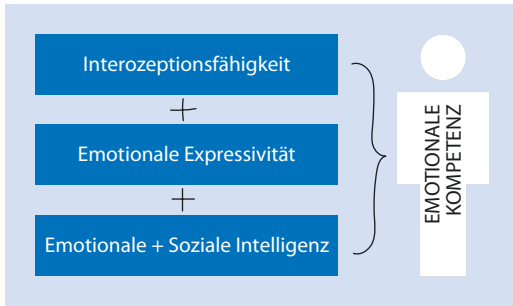 Interozeptionsfähigkeit
+
Emotionale Expressivität
+
Emotionale + Soziale Intelligenz
EMOTIONALE
KOMPETENZ